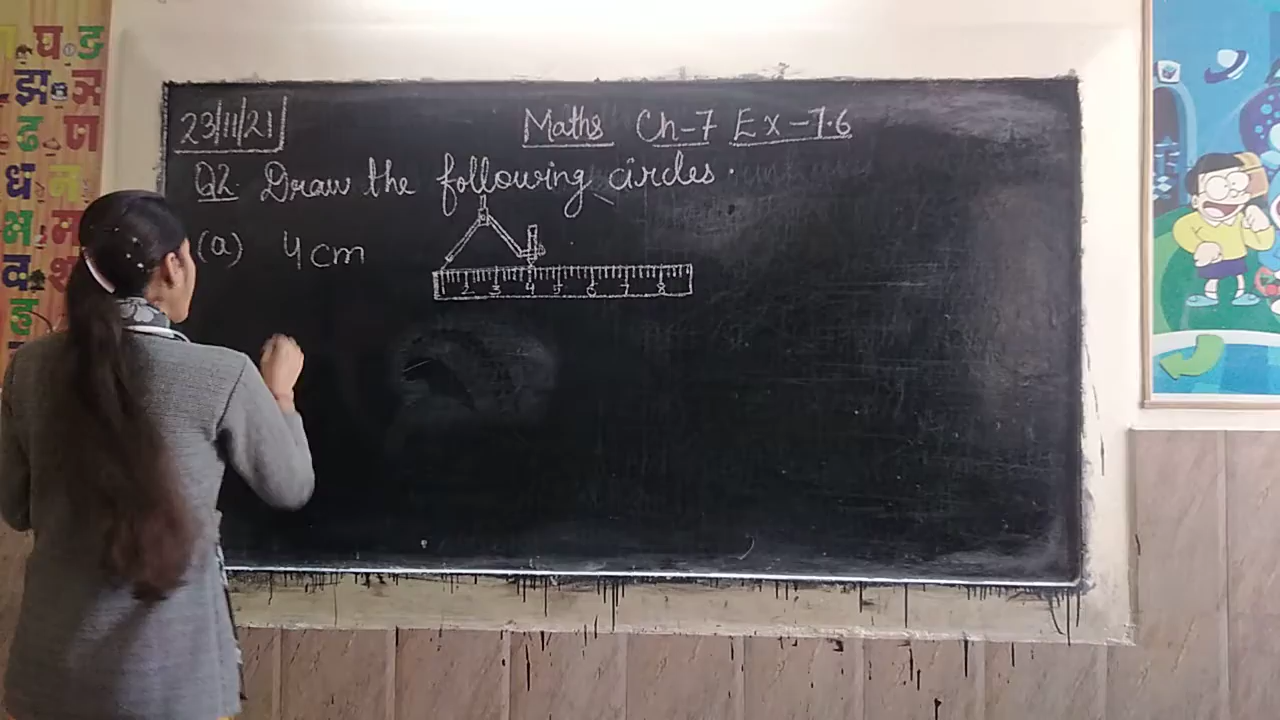 23/11/21
Maths Ch-7 Ex-7.6
Q2. Draw the following circles.
(a) 4 cm
1 2 3 4 5 6 7 8
घ द
झ ञ
ढ ण
ध न
क्ष म
व